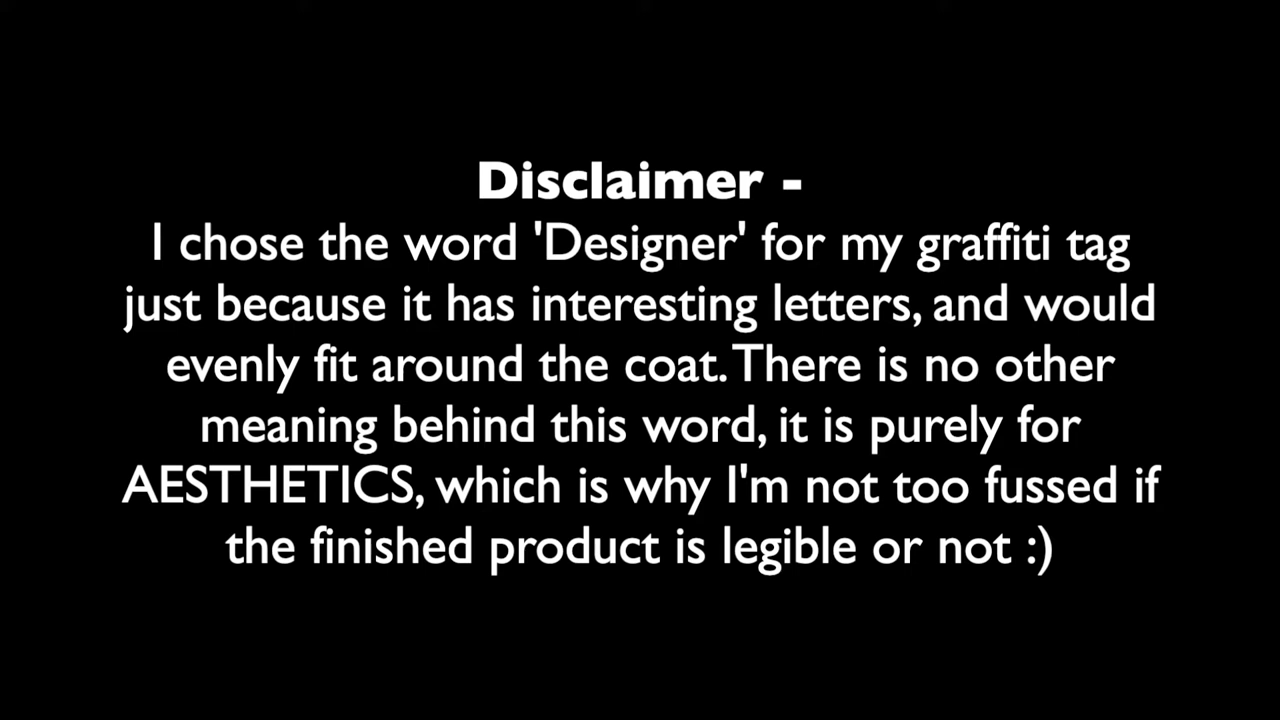 Disclaimer -
I chose the word 'Designer' for my graffiti tag
just because it has interesting letters, and would
evenly fit around the coat. There is no other
meaning behind this word, it is purely for
AESTHETICS, which is why I'm not too fussed if
the finished product is legible or not :)